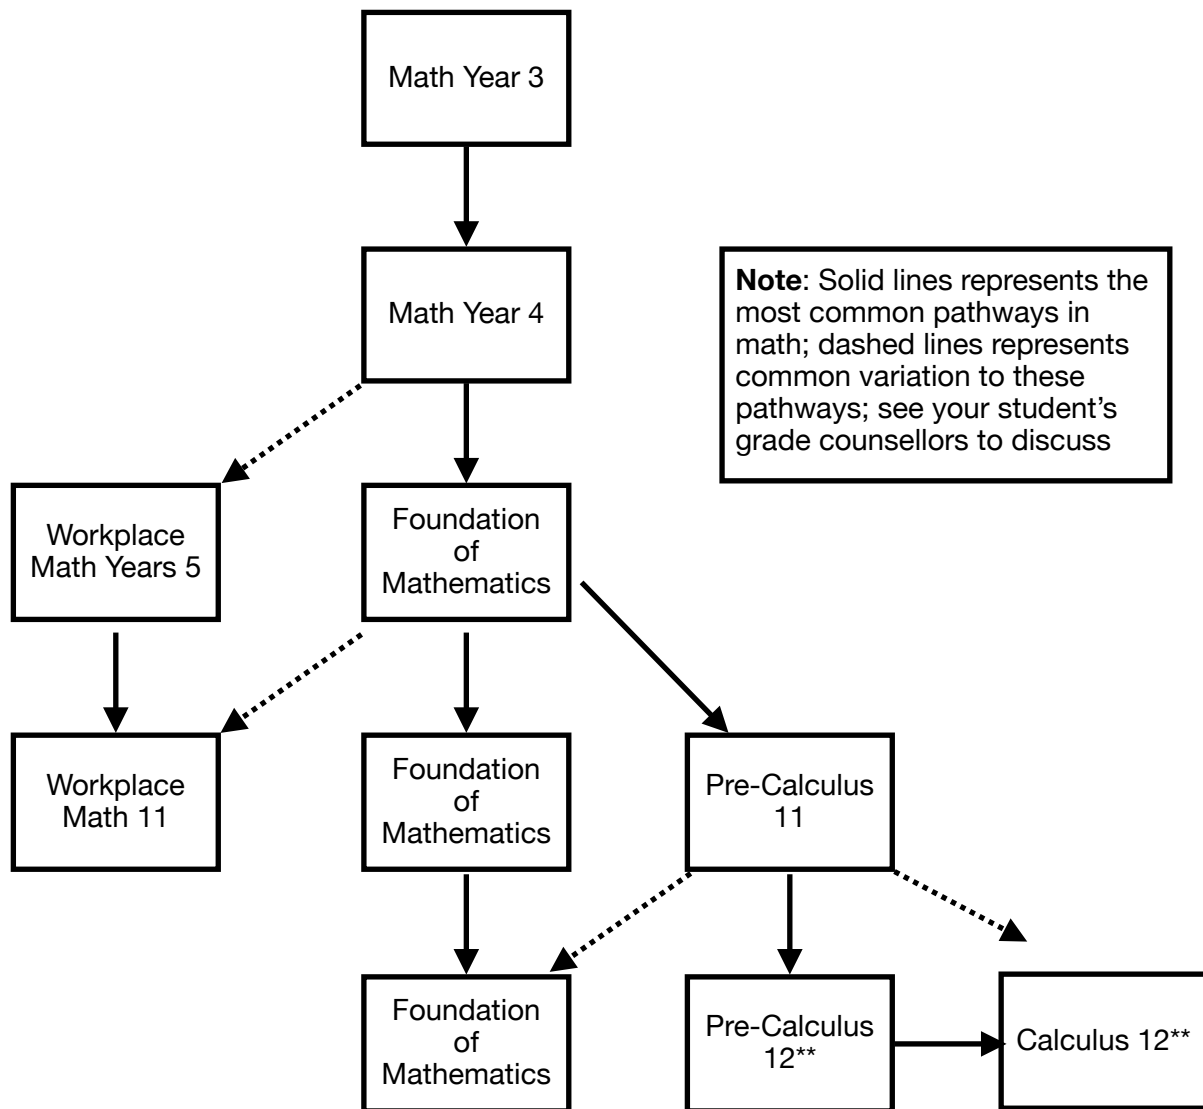 Math Year 3
Math Year 4
Note: Solid lines represents the
most common pathways in
math; dashed lines represents
common variation to these
pathways; see your student’s
grade counsellors to discuss
Workplace
Math Years 5
Foundation
of
Mathematics
Workplace
Math 11
Foundation
of
Mathematics
Pre-Calculus
11
Foundation
of
Mathematics
Pre-Calculus
12**
Calculus 12**